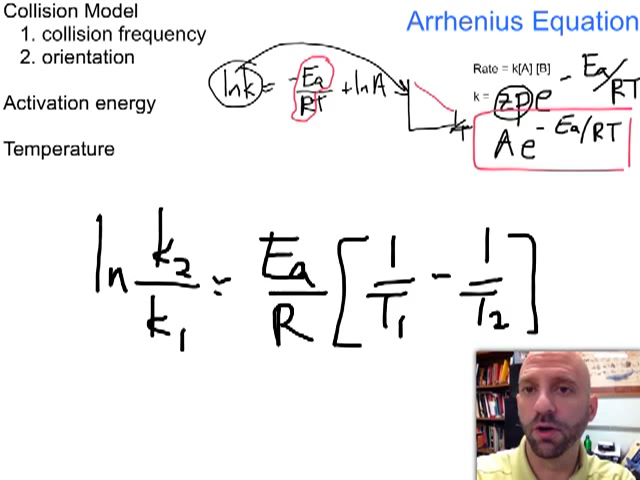 Collision Model
1. collision frequency
2. orientation
Activation energy
Temperature
Arrhenius Equation
ln k = -Ea/RT + ln A
1/T
Rate = k[A] [B]
k = zpe -Ea/RT
Ae -Ea/RT
ln k2/k1 = Ea/R [1/T1 - 1/T2]